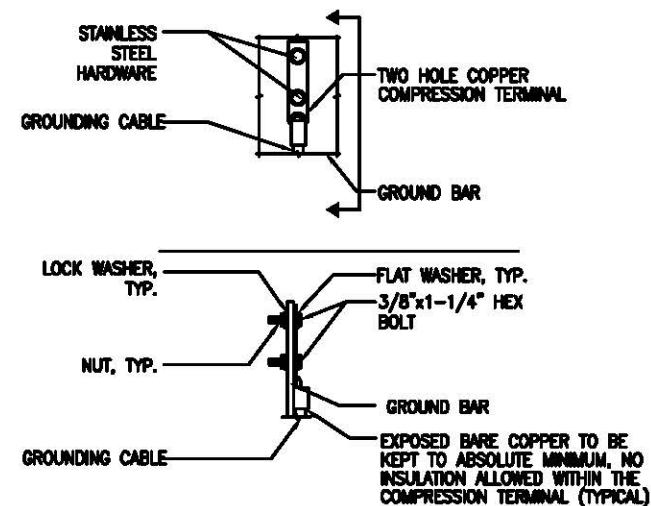 STAINLESS
STEEL
HARDWARE
TWO HOLE COPPER
COMPRESSION TERMINAL
GROUNDING CABLE
GROUND BAR
LOCK WASHER,
TYP.
FLAT WASHER, TYP.
3/8"x1-1/4" HEX
BOLT
NUT, TYP.
GROUND BAR
GROUNDING CABLE
EXPOSED BARE COPPER TO BE
KEPT TO ABSOLUTE MINIMUM, NO
INSULATION ALLOWED WITHIN THE
COMPRESSION TERMINAL (TYPICAL)